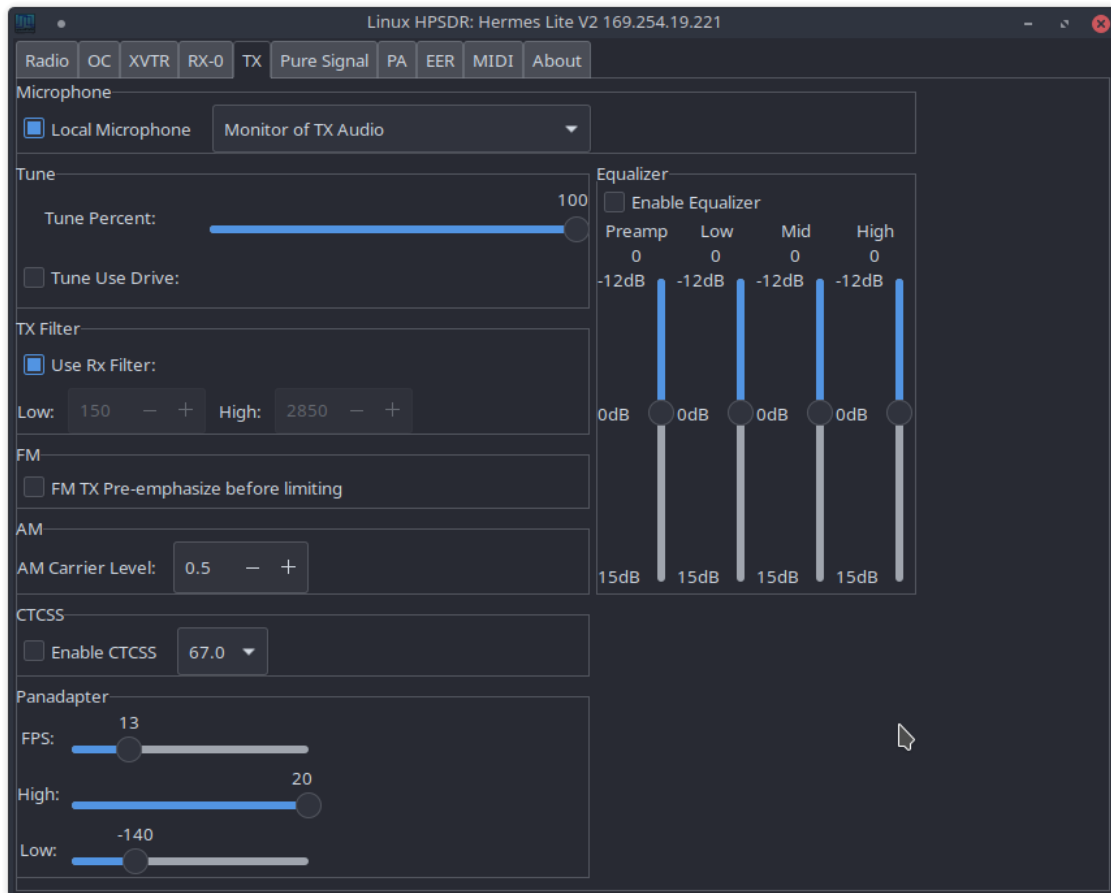 Linux HPSDR: Hermes Lite V2 169.254.19.221
Radio OC XVTR RX-0 TX Pure Signal PA EER MIDI About
Microphone
Local Microphone Monitor of TX Audio
Tune
100
Tune Percent:
Tune Use Drive:
TX Filter
Use Rx Filter:
Low: 150 − + High: 2850 − +
FM
FM TX Pre-emphasize before limiting
AM
AM Carrier Level: 0.5 − +
CTCSS
Enable CTCSS 67.0
Panadapter
13
FPS:
20
High:
-140
Low:
Equalizer
Enable Equalizer
Preamp Low Mid High
0 0 0 0
-12dB -12dB -12dB -12dB
0dB 0dB 0dB 0dB
15dB 15dB 15dB 15dB